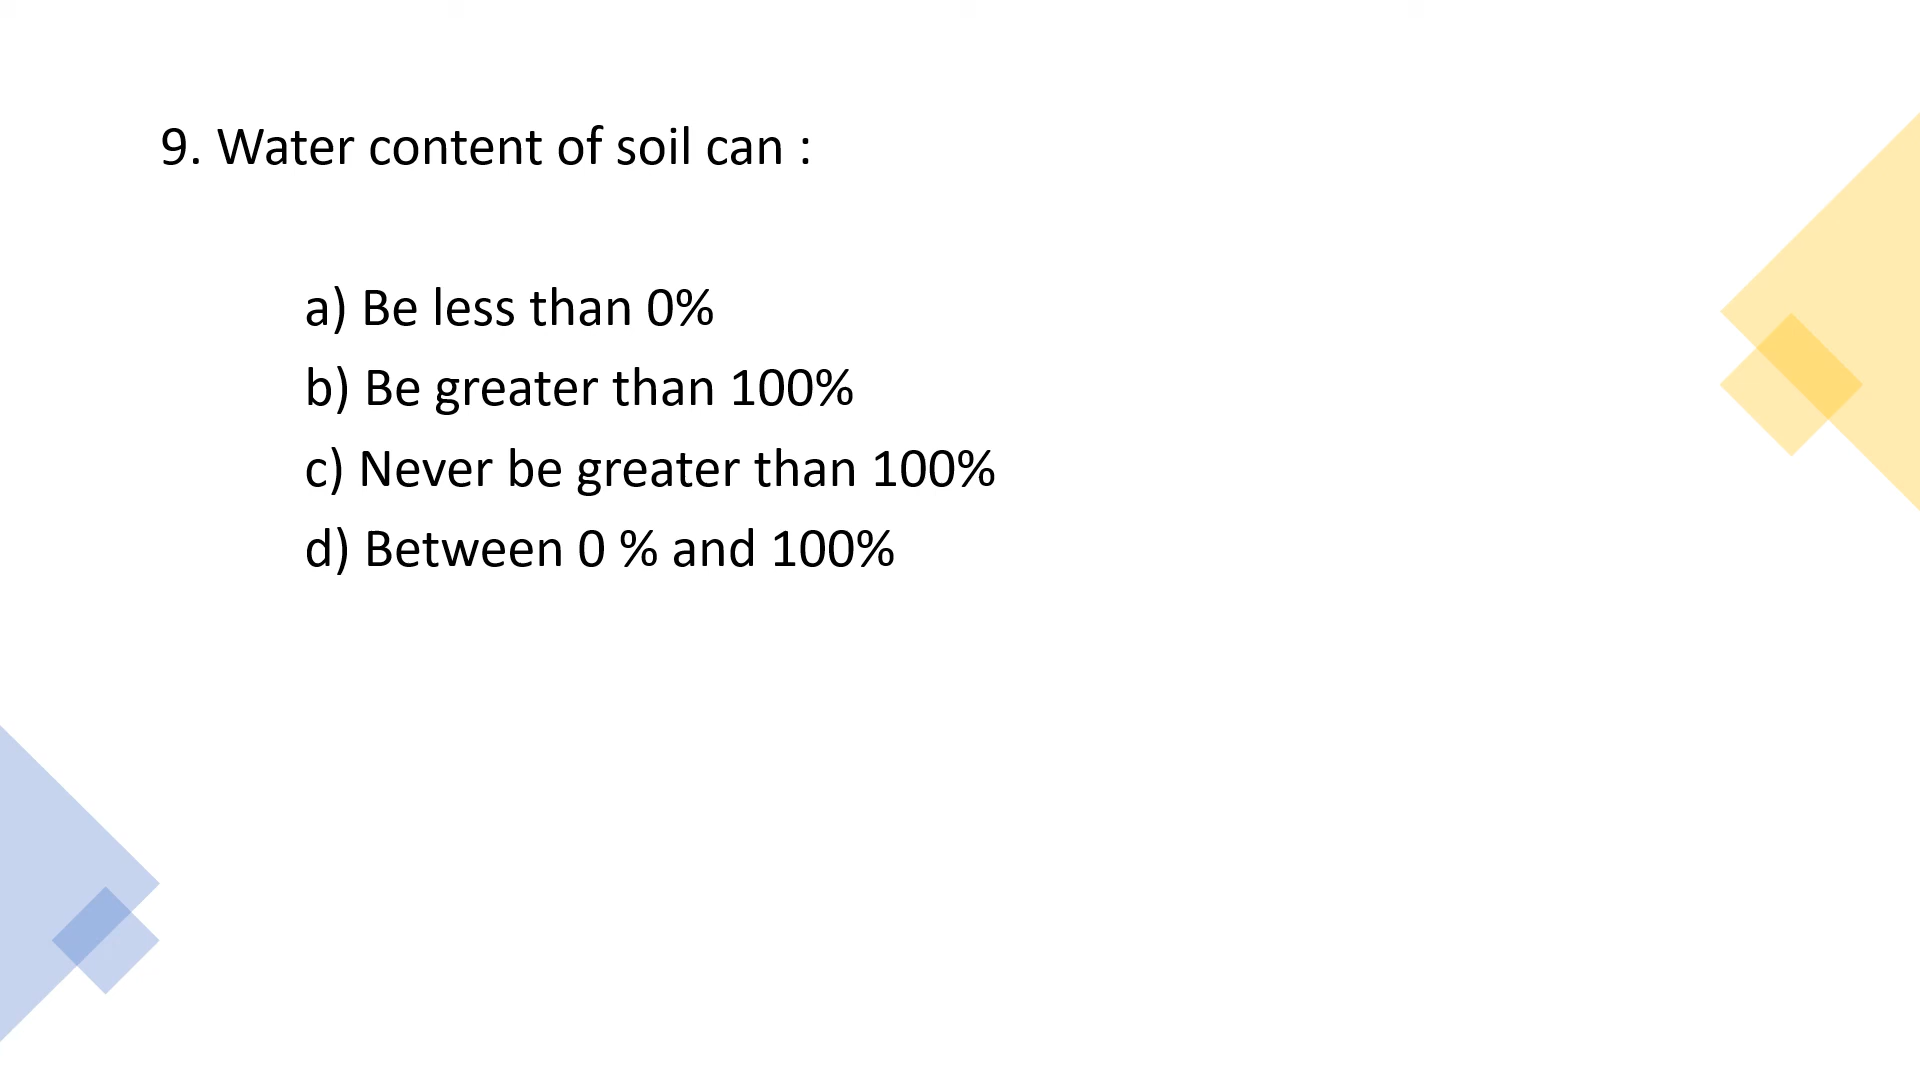 9. Water content of soil can :
a) Be less than 0%
b) Be greater than 100%
c) Never be greater than 100%
d) Between 0 % and 100%